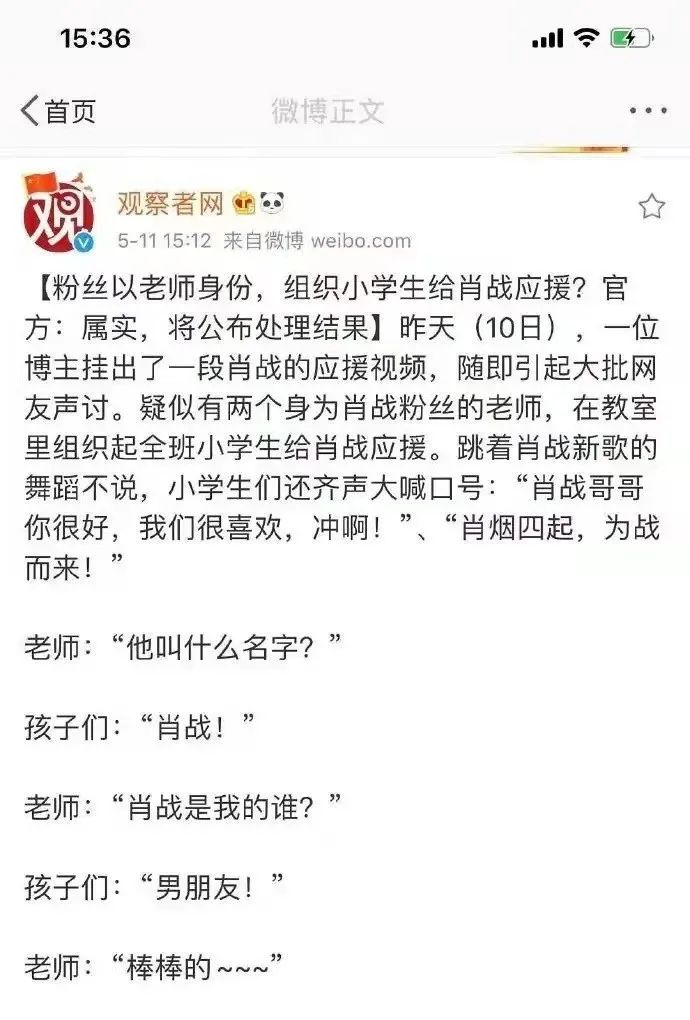 15:36
首页
微博正文
观
观察者网
5-11 15:12 来自微博 weibo.com
【粉丝以老师身份，组织小学生给肖战应援？官
方：属实，将公布处理结果】昨天（10日），一位
博主挂出了一段肖战的应援视频，随即引起大批网
友声讨。疑似有两个身为肖战粉丝的老师，在教室
里组织起全班小学生给肖战应援。跳着肖战新歌的
舞蹈不说，小学生们还齐声大喊口号：“肖战哥哥
你很好，我们很喜欢，冲啊！”、“肖烟四起，为战
而来！”
老师：“他叫什么名字？”
孩子们：“肖战！”
老师：“肖战是我的谁？”
孩子们：“男朋友！”
老师：“棒棒的~~~”